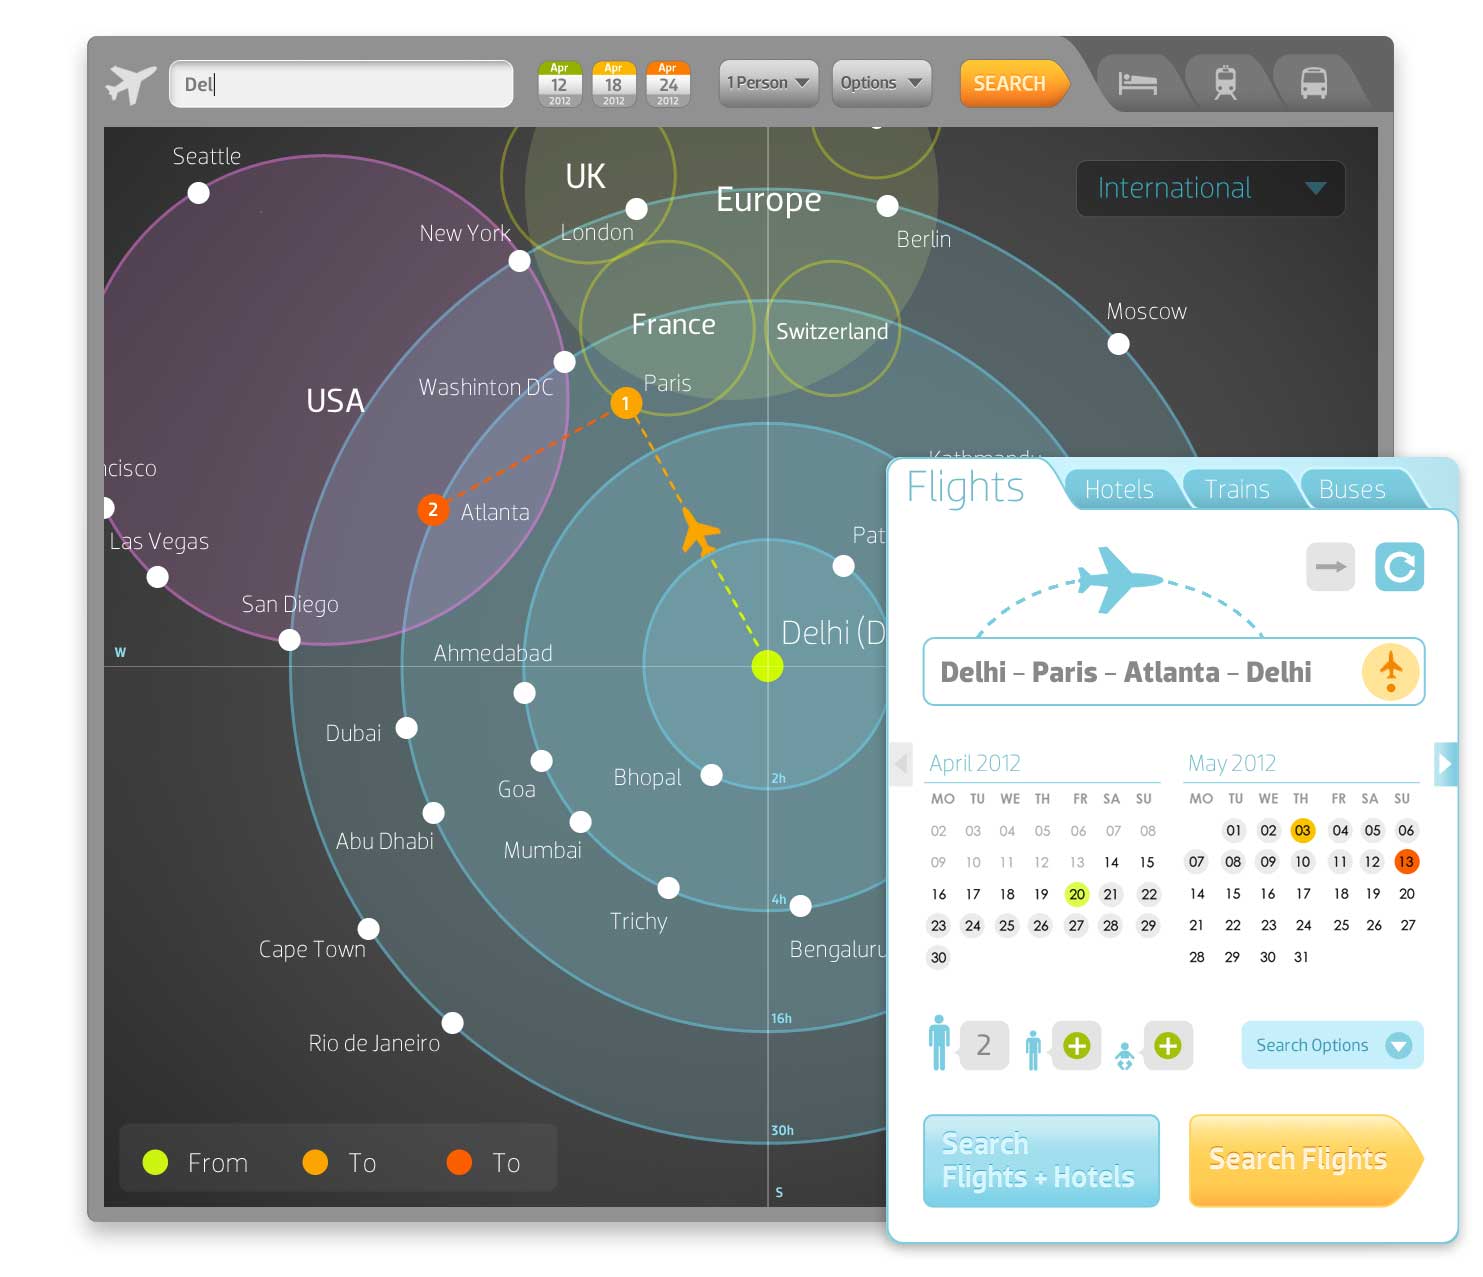 Del
Apr 12 2012
Apr 18 2012
Apr 24 2012
1 Person
Options
SEARCH
Seattle
UK
Europe
International
New York
London
Berlin
Moscow
France
Switzerland
Washinton DC
Paris
USA
1
ncisco
Kathmandu
2
Atlanta
Las Vegas
Pat
San Diego
Delhi (D
W
Ahmedabad
Dubai
Goa
Bhopal
2h
Abu Dhabi
Mumbai
4h
Trichy
Bengaluru
Cape Town
16h
Rio de Janeiro
30h
From
To
To
S
Flights
Hotels
Trains
Buses
Delhi – Paris – Atlanta – Delhi
April 2012
MO TU WE TH FR SA SU
02 03 04 05 06 07 08
09 10 11 12 13 14 15
16 17 18 19 20 21 22
23 24 25 26 27 28 29
30
May 2012
MO TU WE TH FR SA SU
01 02 03 04 05 06
07 08 09 10 11 12 13
14 15 16 17 18 19 20
21 22 23 24 25 26 27
28 29 30 31
2
Search Options
Search
Flights + Hotels
Search Flights